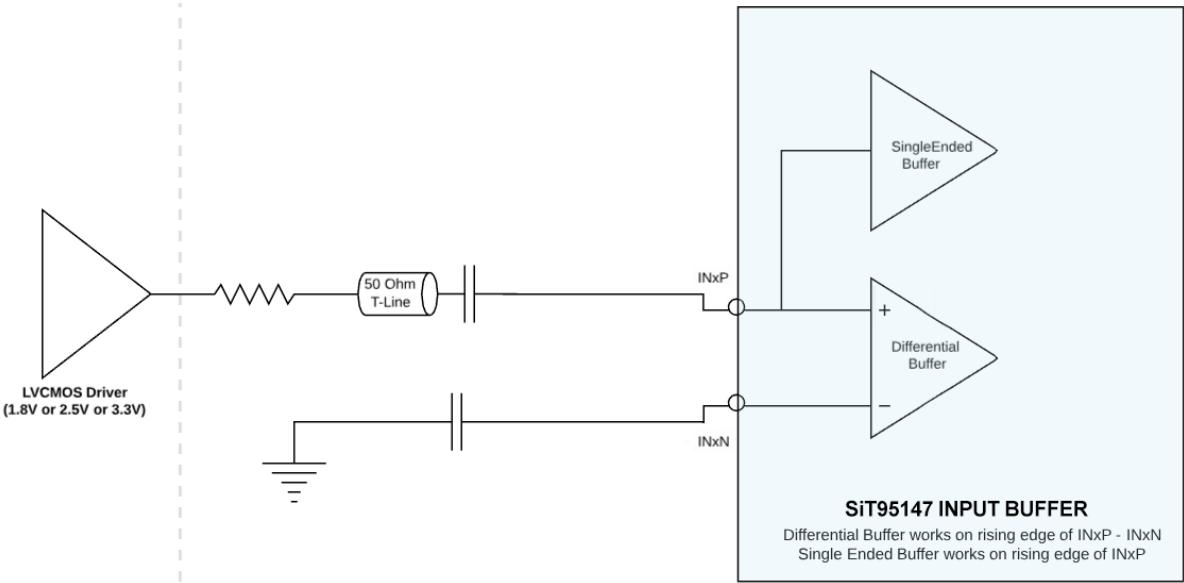 SingleEnded
Buffer
INxP
50 Ohm
T-Line
+
Differential
Buffer
LVCMOS Driver
(1.8V or 2.5V or 3.3V)
−
INxN
SiT95147 INPUT BUFFER
Differential Buffer works on rising edge of INxP - INxN
Single Ended Buffer works on rising edge of INxP